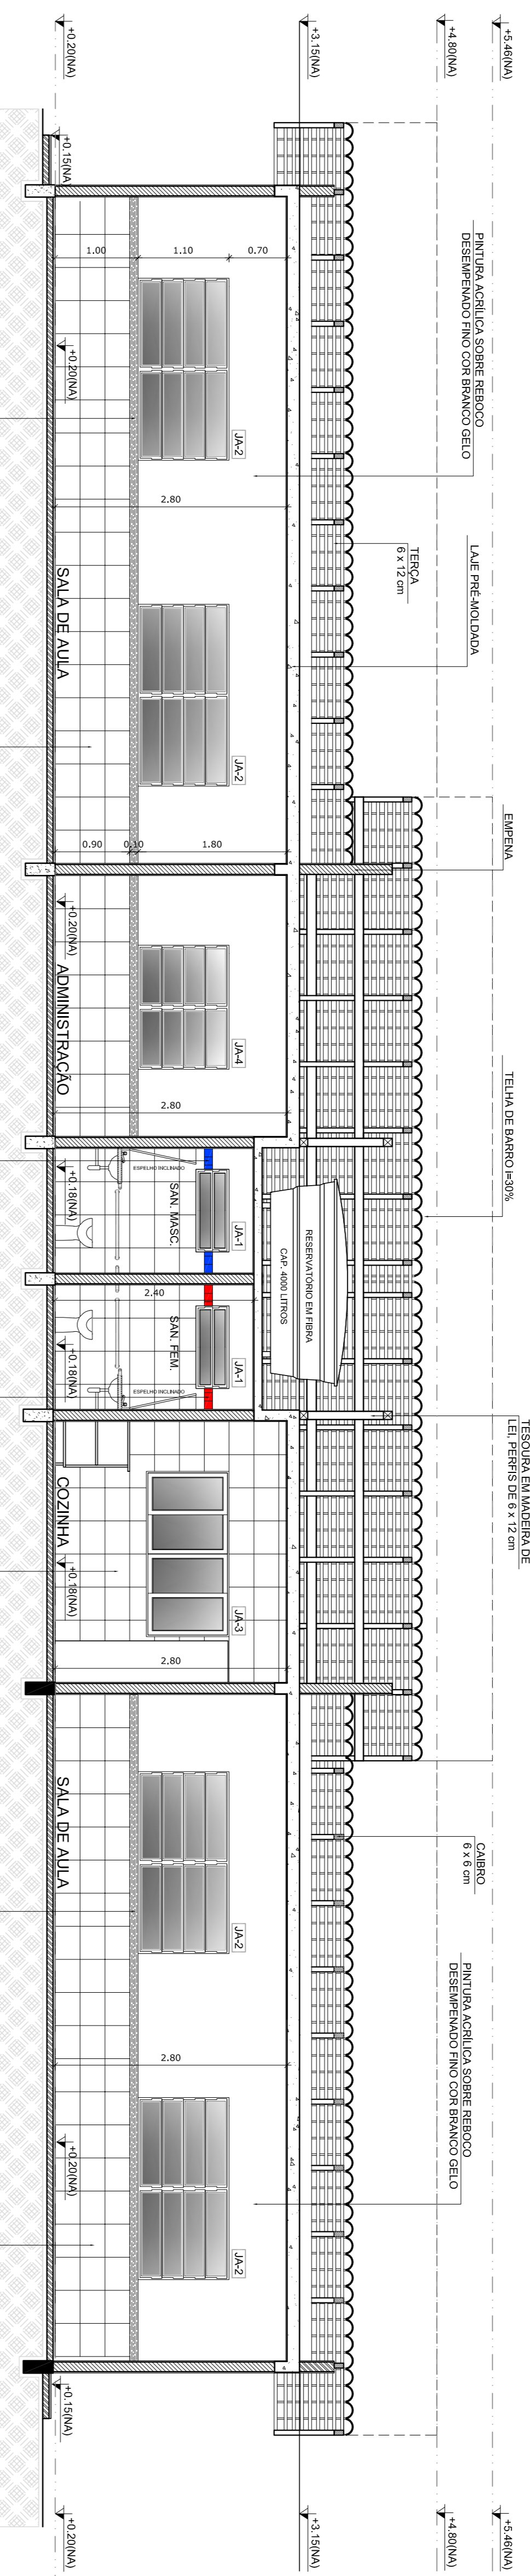 +5.46(NA)
+4.80(NA)
+3.15(NA)
+0.20(NA)
+0.15(NA)
PINTURA ACRÍLICA SOBRE REBOCO
DESEMPENADO FINO COR BRANCO GELO
LAJE PRÉ-MOLDADA
TERÇA
6 x 12 cm
EMPENA
TELHA DE BARRO i=30%
TESOURA EM MADEIRA DE
LEI, PERFIS DE 6 x 12 cm
CAIBRO
6 x 6 cm
PINTURA ACRÍLICA SOBRE REBOCO
DESEMPENADO FINO COR BRANCO GELO
+5.46(NA)
+4.80(NA)
+3.15(NA)
+0.20(NA)
+0.15(NA)
RESERVATÓRIO EM FIBRA
CAP. 4000 LITROS
0.70
1.10
1.00
JA-2
2.80
JA-2
1.80
0.10
0.90
+0.20(NA)
SALA DE AULA
JA-4
2.80
+0.20(NA)
ADMINISTRAÇÃO
JA-1
ESPELHO INCLINADO
SAN. MASC.
+0.18(NA)
2.40
JA-1
ESPELHO INCLINADO
SAN. FEM.
+0.18(NA)
JA-3
2,80
COZINHA
+0.18(NA)
JA-2
2.80
JA-2
SALA DE AULA
+0.20(NA)